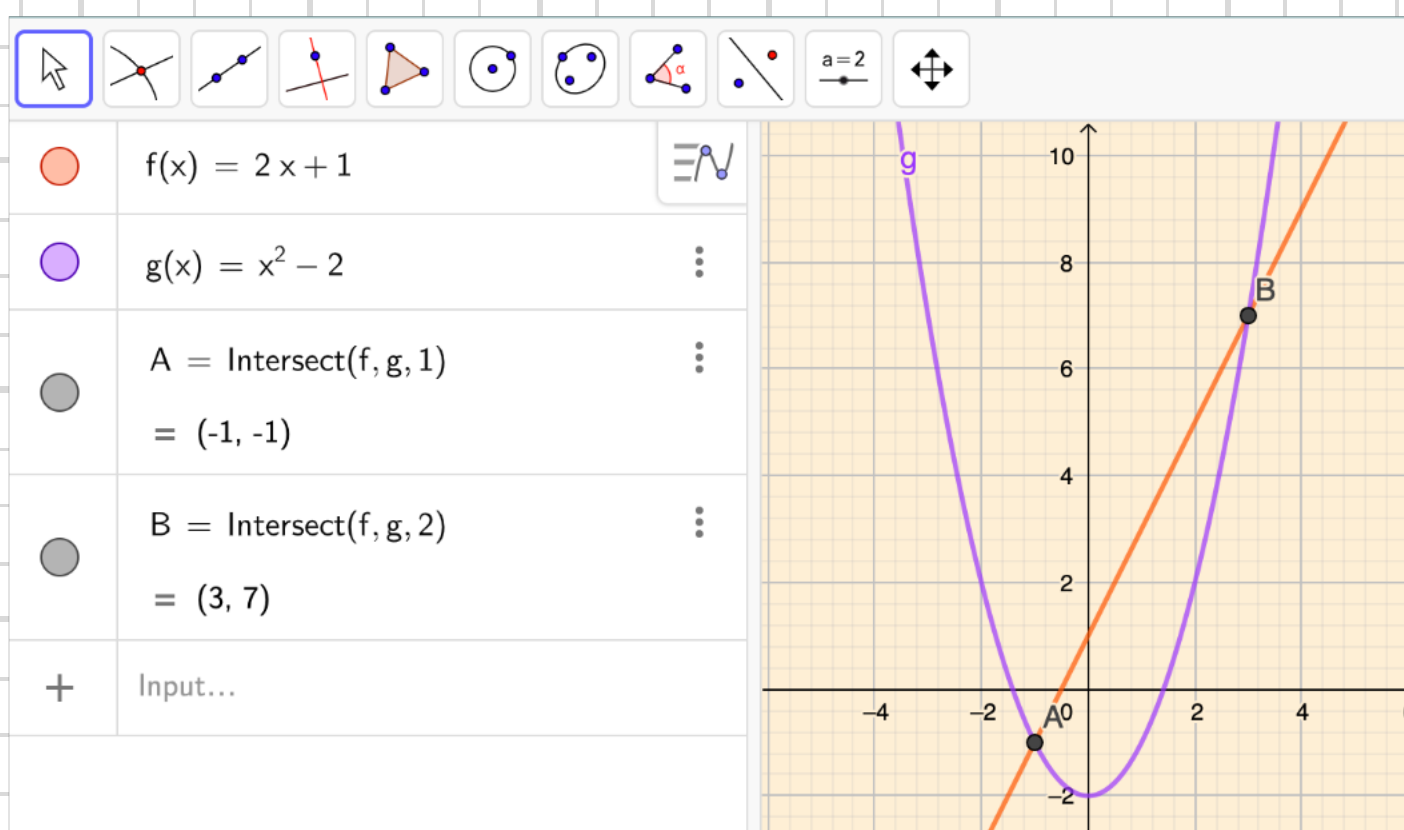 α
a = 2
f(x) = 2 x + 1
g(x) = x² – 2
A = Intersect(f, g, 1)
= (-1, -1)
B = Intersect(f, g, 2)
= (3, 7)
+ Input...
g
10
8
B
6
4
2
–4 –2 A 0 2 4
–2